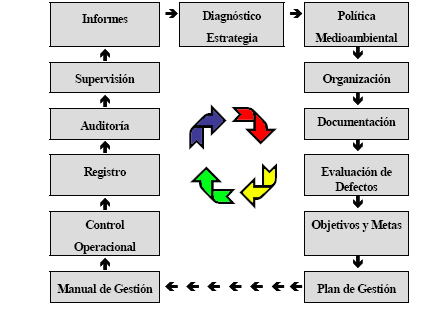 Informes
Diagnóstico
Estrategia
Política
Medioambiental
Organización
Documentación
Evaluación de
Defectos
Objetivos y Metas
Plan de Gestión
Manual de Gestión
Control
Operacional
Registro
Auditoría
Supervisión